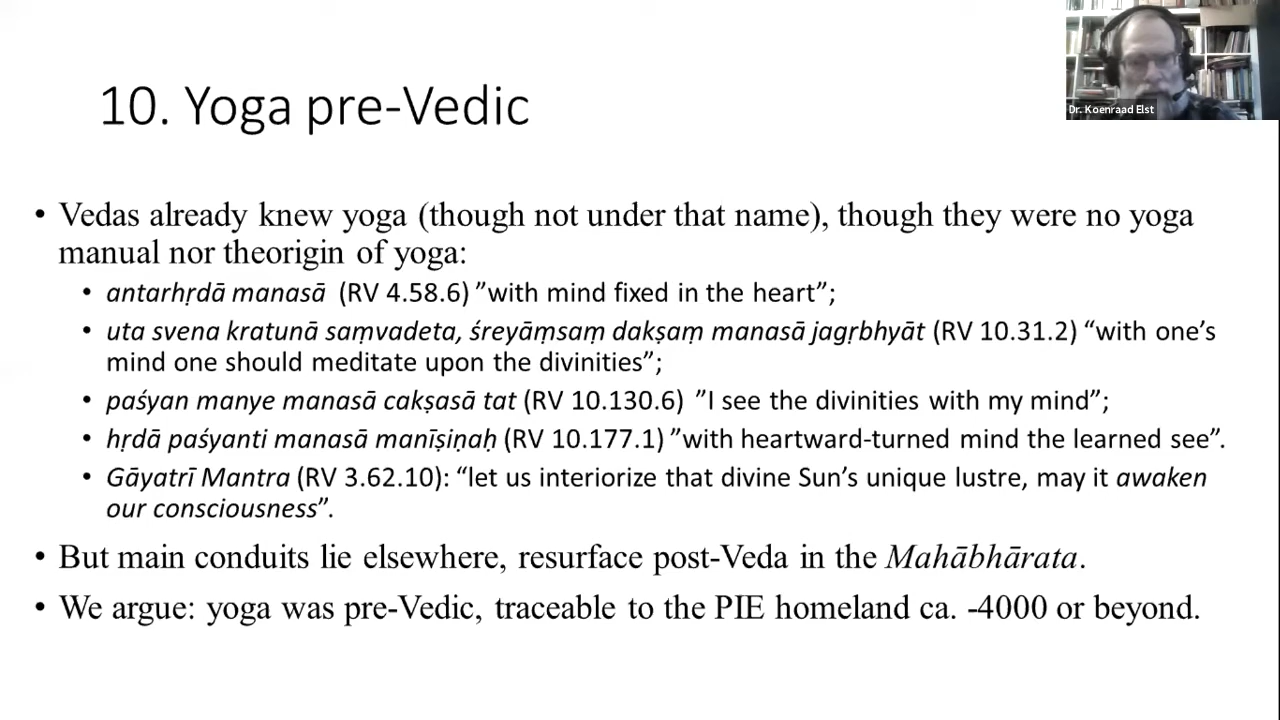 10. Yoga pre-Vedic
Dr. Koenraad Elst
• Vedas already knew yoga (though not under that name), though they were no yoga
manual nor theorigin of yoga:
• antarhṛdā manasā (RV 4.58.6) ”with mind fixed in the heart”;
• uta svena kratunā saṃvadeta, śreyāṃsaṃ dakṣaṃ manasā jagṛbhyāt (RV 10.31.2) “with one’s
mind one should meditate upon the divinities”;
• paśyan manye manasā cakṣasā tat (RV 10.130.6) ”I see the divinities with my mind”;
• hṛdā paśyanti manasā manīṣiṇaḥ (RV 10.177.1) ”with heartward-turned mind the learned see”.
• Gāyatrī Mantra (RV 3.62.10): “let us interiorize that divine Sun’s unique lustre, may it awaken
our consciousness”.
• But main conduits lie elsewhere, resurface post-Veda in the Mahābhārata.
• We argue: yoga was pre-Vedic, traceable to the PIE homeland ca. -4000 or beyond.